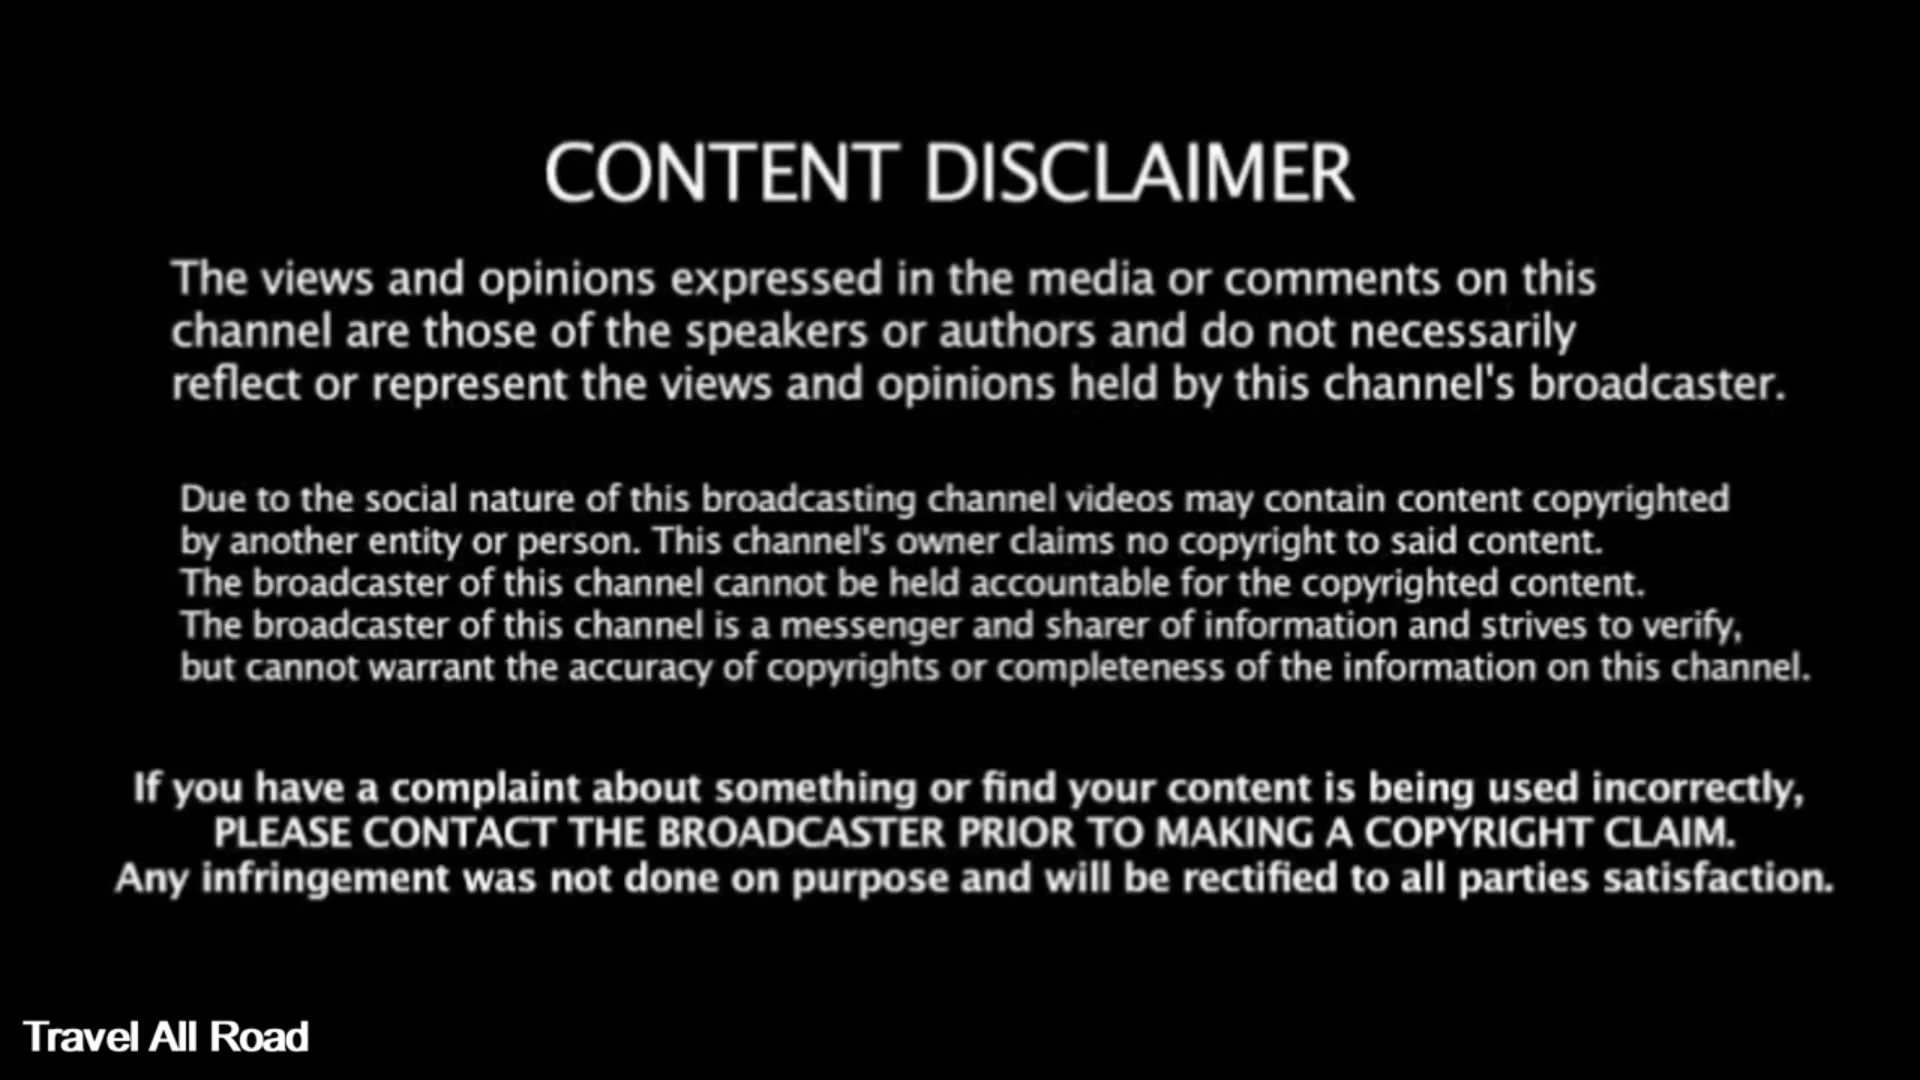 CONTENT DISCLAIMER
The views and opinions expressed in the media or comments on this
channel are those of the speakers or authors and do not necessarily
reflect or represent the views and opinions held by this channel's broadcaster.
Due to the social nature of this broadcasting channel videos may contain content copyrighted
by another entity or person. This channel's owner claims no copyright to said content.
The broadcaster of this channel cannot be held accountable for the copyrighted content.
The broadcaster of this channel is a messenger and sharer of information and strives to verify,
but cannot warrant the accuracy of copyrights or completeness of the information on this channel.
If you have a complaint about something or find your content is being used incorrectly,
PLEASE CONTACT THE BROADCASTER PRIOR TO MAKING A COPYRIGHT CLAIM.
Any infringement was not done on purpose and will be rectified to all parties satisfaction.
Travel All Road